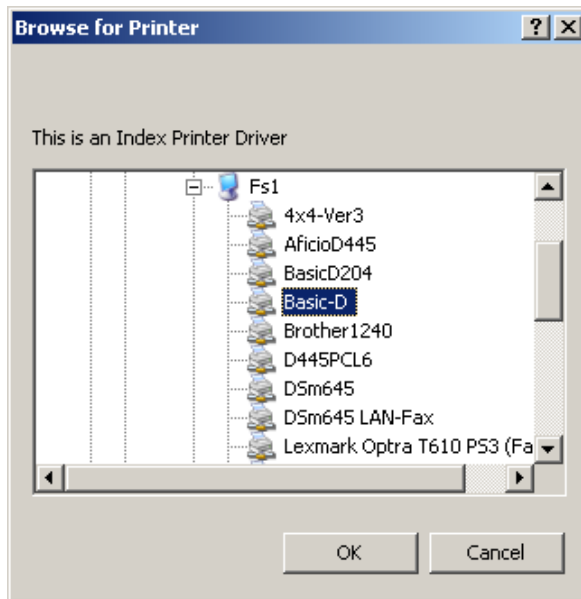 Browse for Printer
This is an Index Printer Driver
Fs1
4x4-Ver3
AficioD445
BasicD204
Basic-D
Brother1240
D445PCL6
DSm645
DSm645 LAN-Fax
Lexmark Optra T610 PS3 (Fa
OK Cancel